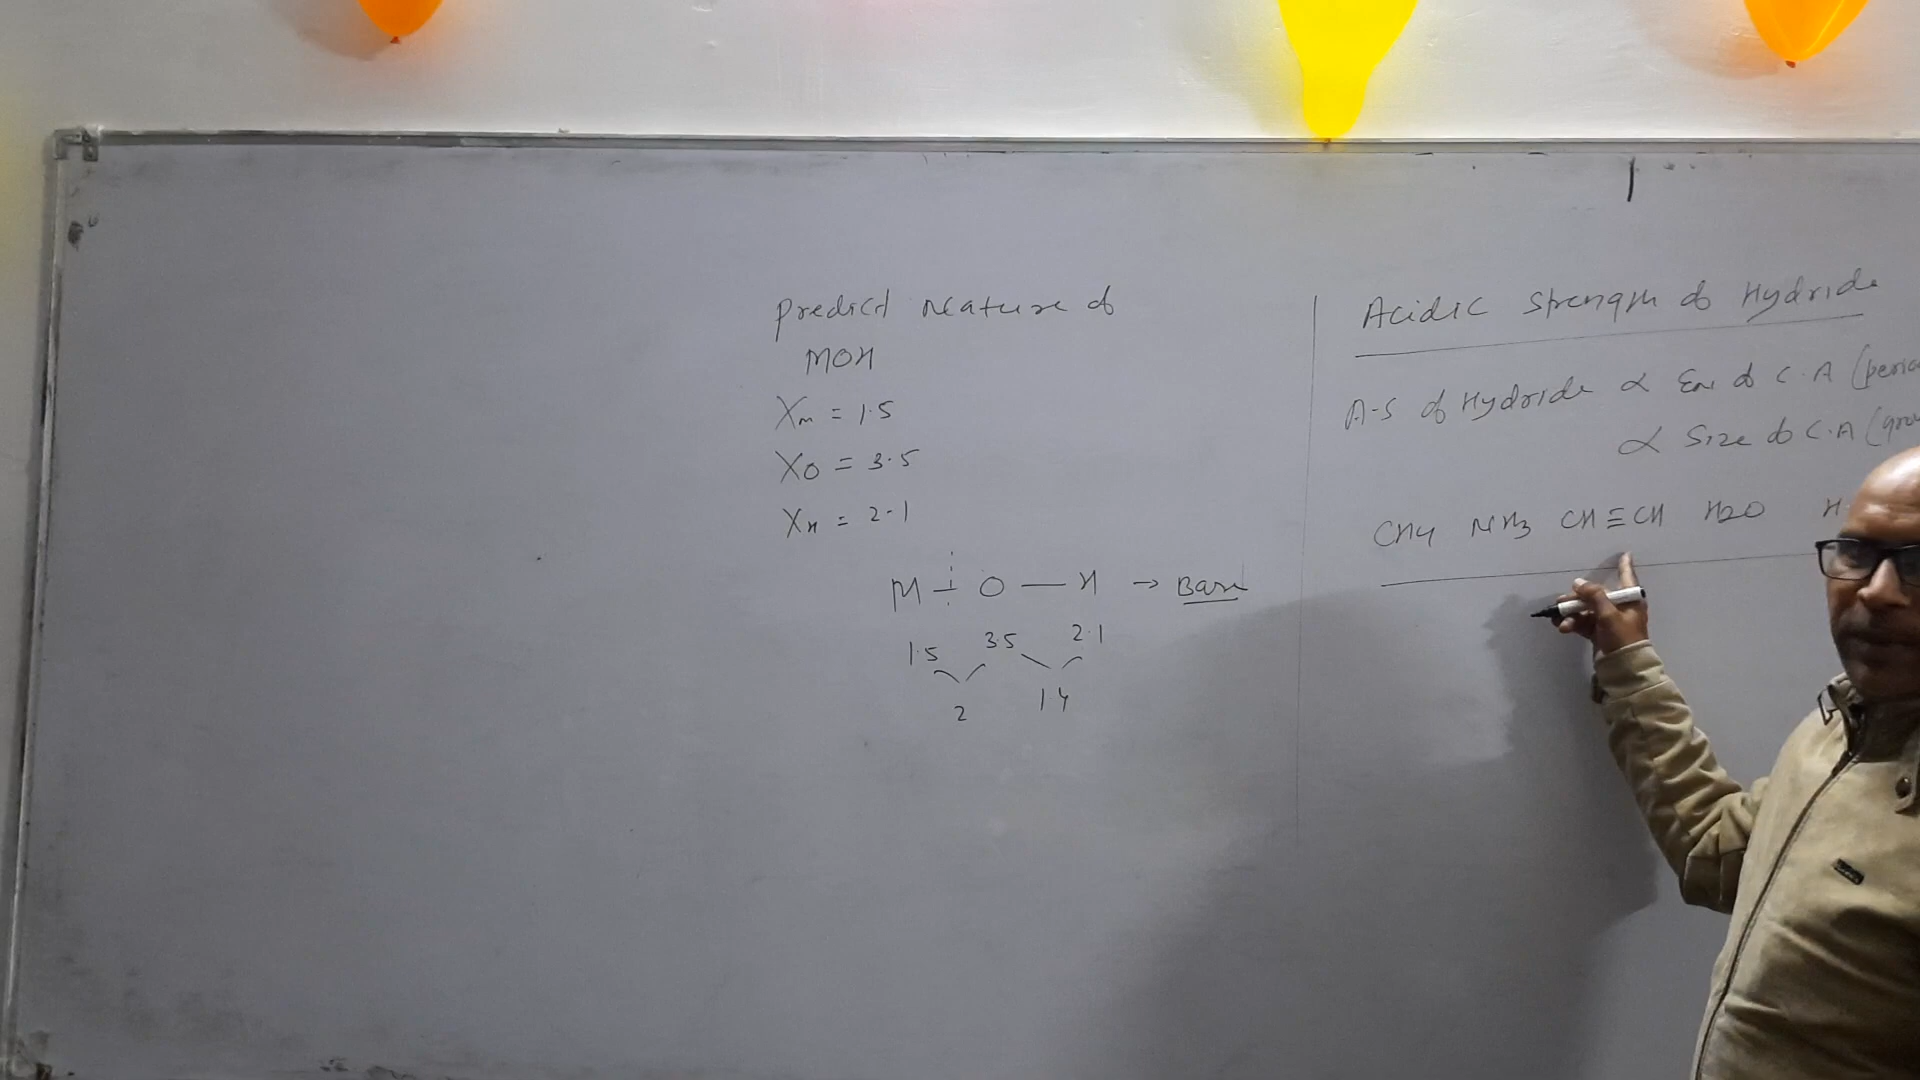 Predict Nature of
MOH
XM = 1.5
XO = 3.5
XH = 2.1
M - O — H → Base
1.5 3.5 2.1
2 1.4
Acidic Strength of Hydride
A-S of Hydride ∝ EN of C.A (perio
∝ Size of C.A (grou
CH4 NH3 CH≡CH H2O H